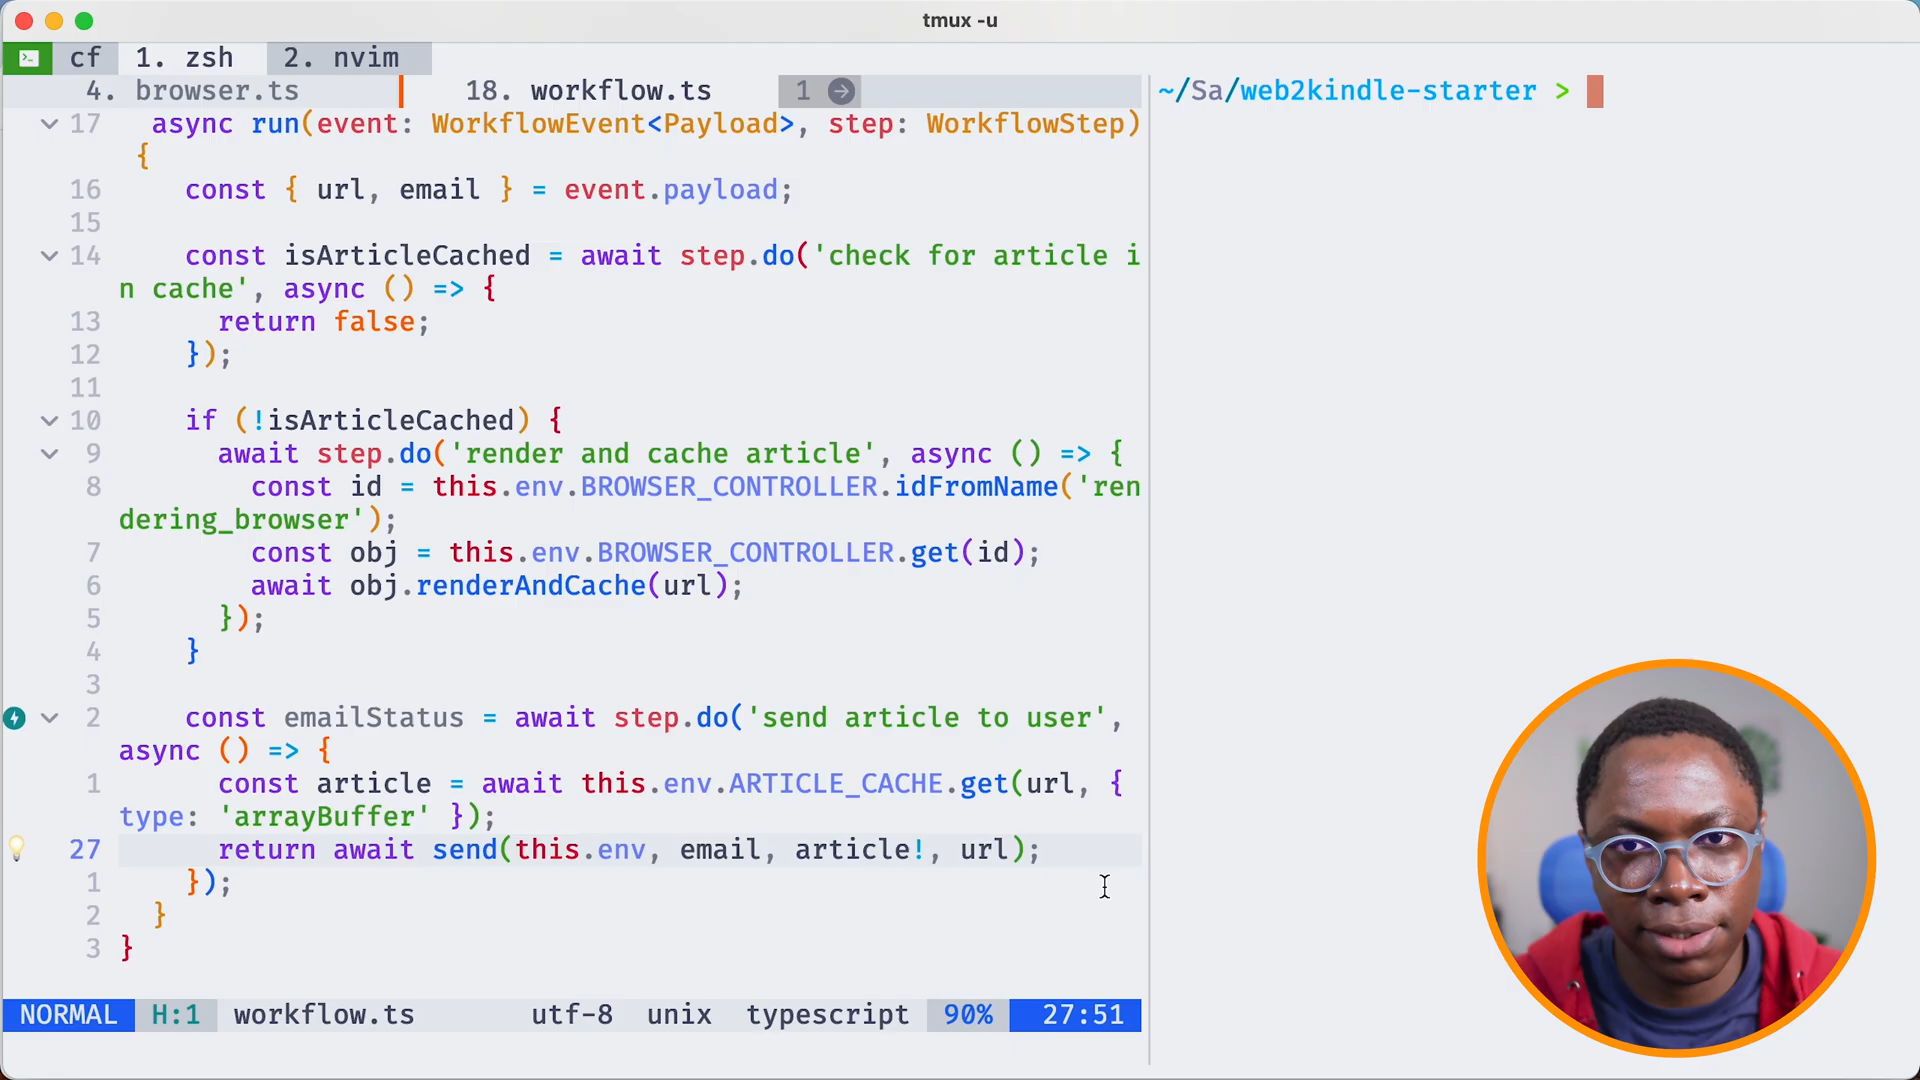 tmux -u
cf 1. zsh 2. nvim
4. browser.ts 18. workflow.ts 1
~/Sa/web2kindle-starter >
17 async run(event: WorkflowEvent<Payload>, step: WorkflowStep)
{
16 const { url, email } = event.payload;
15
14 const isArticleCached = await step.do('check for article i
n cache', async () => {
13 return false;
12 });
11
10 if (!isArticleCached) {
9 await step.do('render and cache article', async () => {
8 const id = this.env.BROWSER_CONTROLLER.idFromName('ren
dering_browser');
7 const obj = this.env.BROWSER_CONTROLLER.get(id);
6 await obj.renderAndCache(url);
5 });
4 }
3
2 const emailStatus = await step.do('send article to user',
async () => {
1 const article = await this.env.ARTICLE_CACHE.get(url, {
type: 'arrayBuffer' });
27 return await send(this.env, email, article!, url);
1 });
2 }
3 }
NORMAL H:1 workflow.ts utf-8 unix typescript 90% 27:51